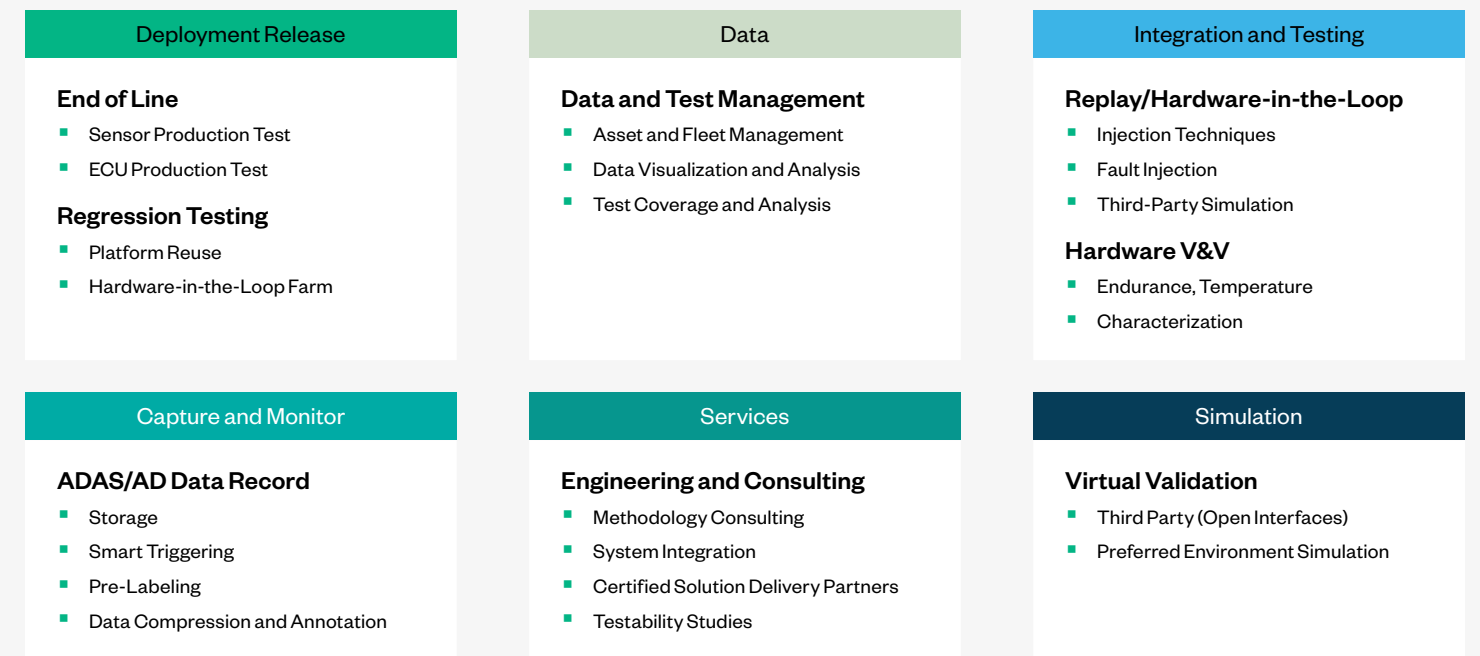 Deployment Release
End of Line
Sensor Production Test
ECU Production Test
Regression Testing
Platform Reuse
Hardware-in-the-Loop Farm
Data
Data and Test Management
Asset and Fleet Management
Data Visualization and Analysis
Test Coverage and Analysis
Integration and Testing
Replay/Hardware-in-the-Loop
Injection Techniques
Fault Injection
Third-Party Simulation
Hardware V&V
Endurance, Temperature
Characterization
Capture and Monitor
ADAS/AD Data Record
Storage
Smart Triggering
Pre-Labeling
Data Compression and Annotation
Services
Engineering and Consulting
Methodology Consulting
System Integration
Certified Solution Delivery Partners
Testability Studies
Simulation
Virtual Validation
Third Party (Open Interfaces)
Preferred Environment Simulation